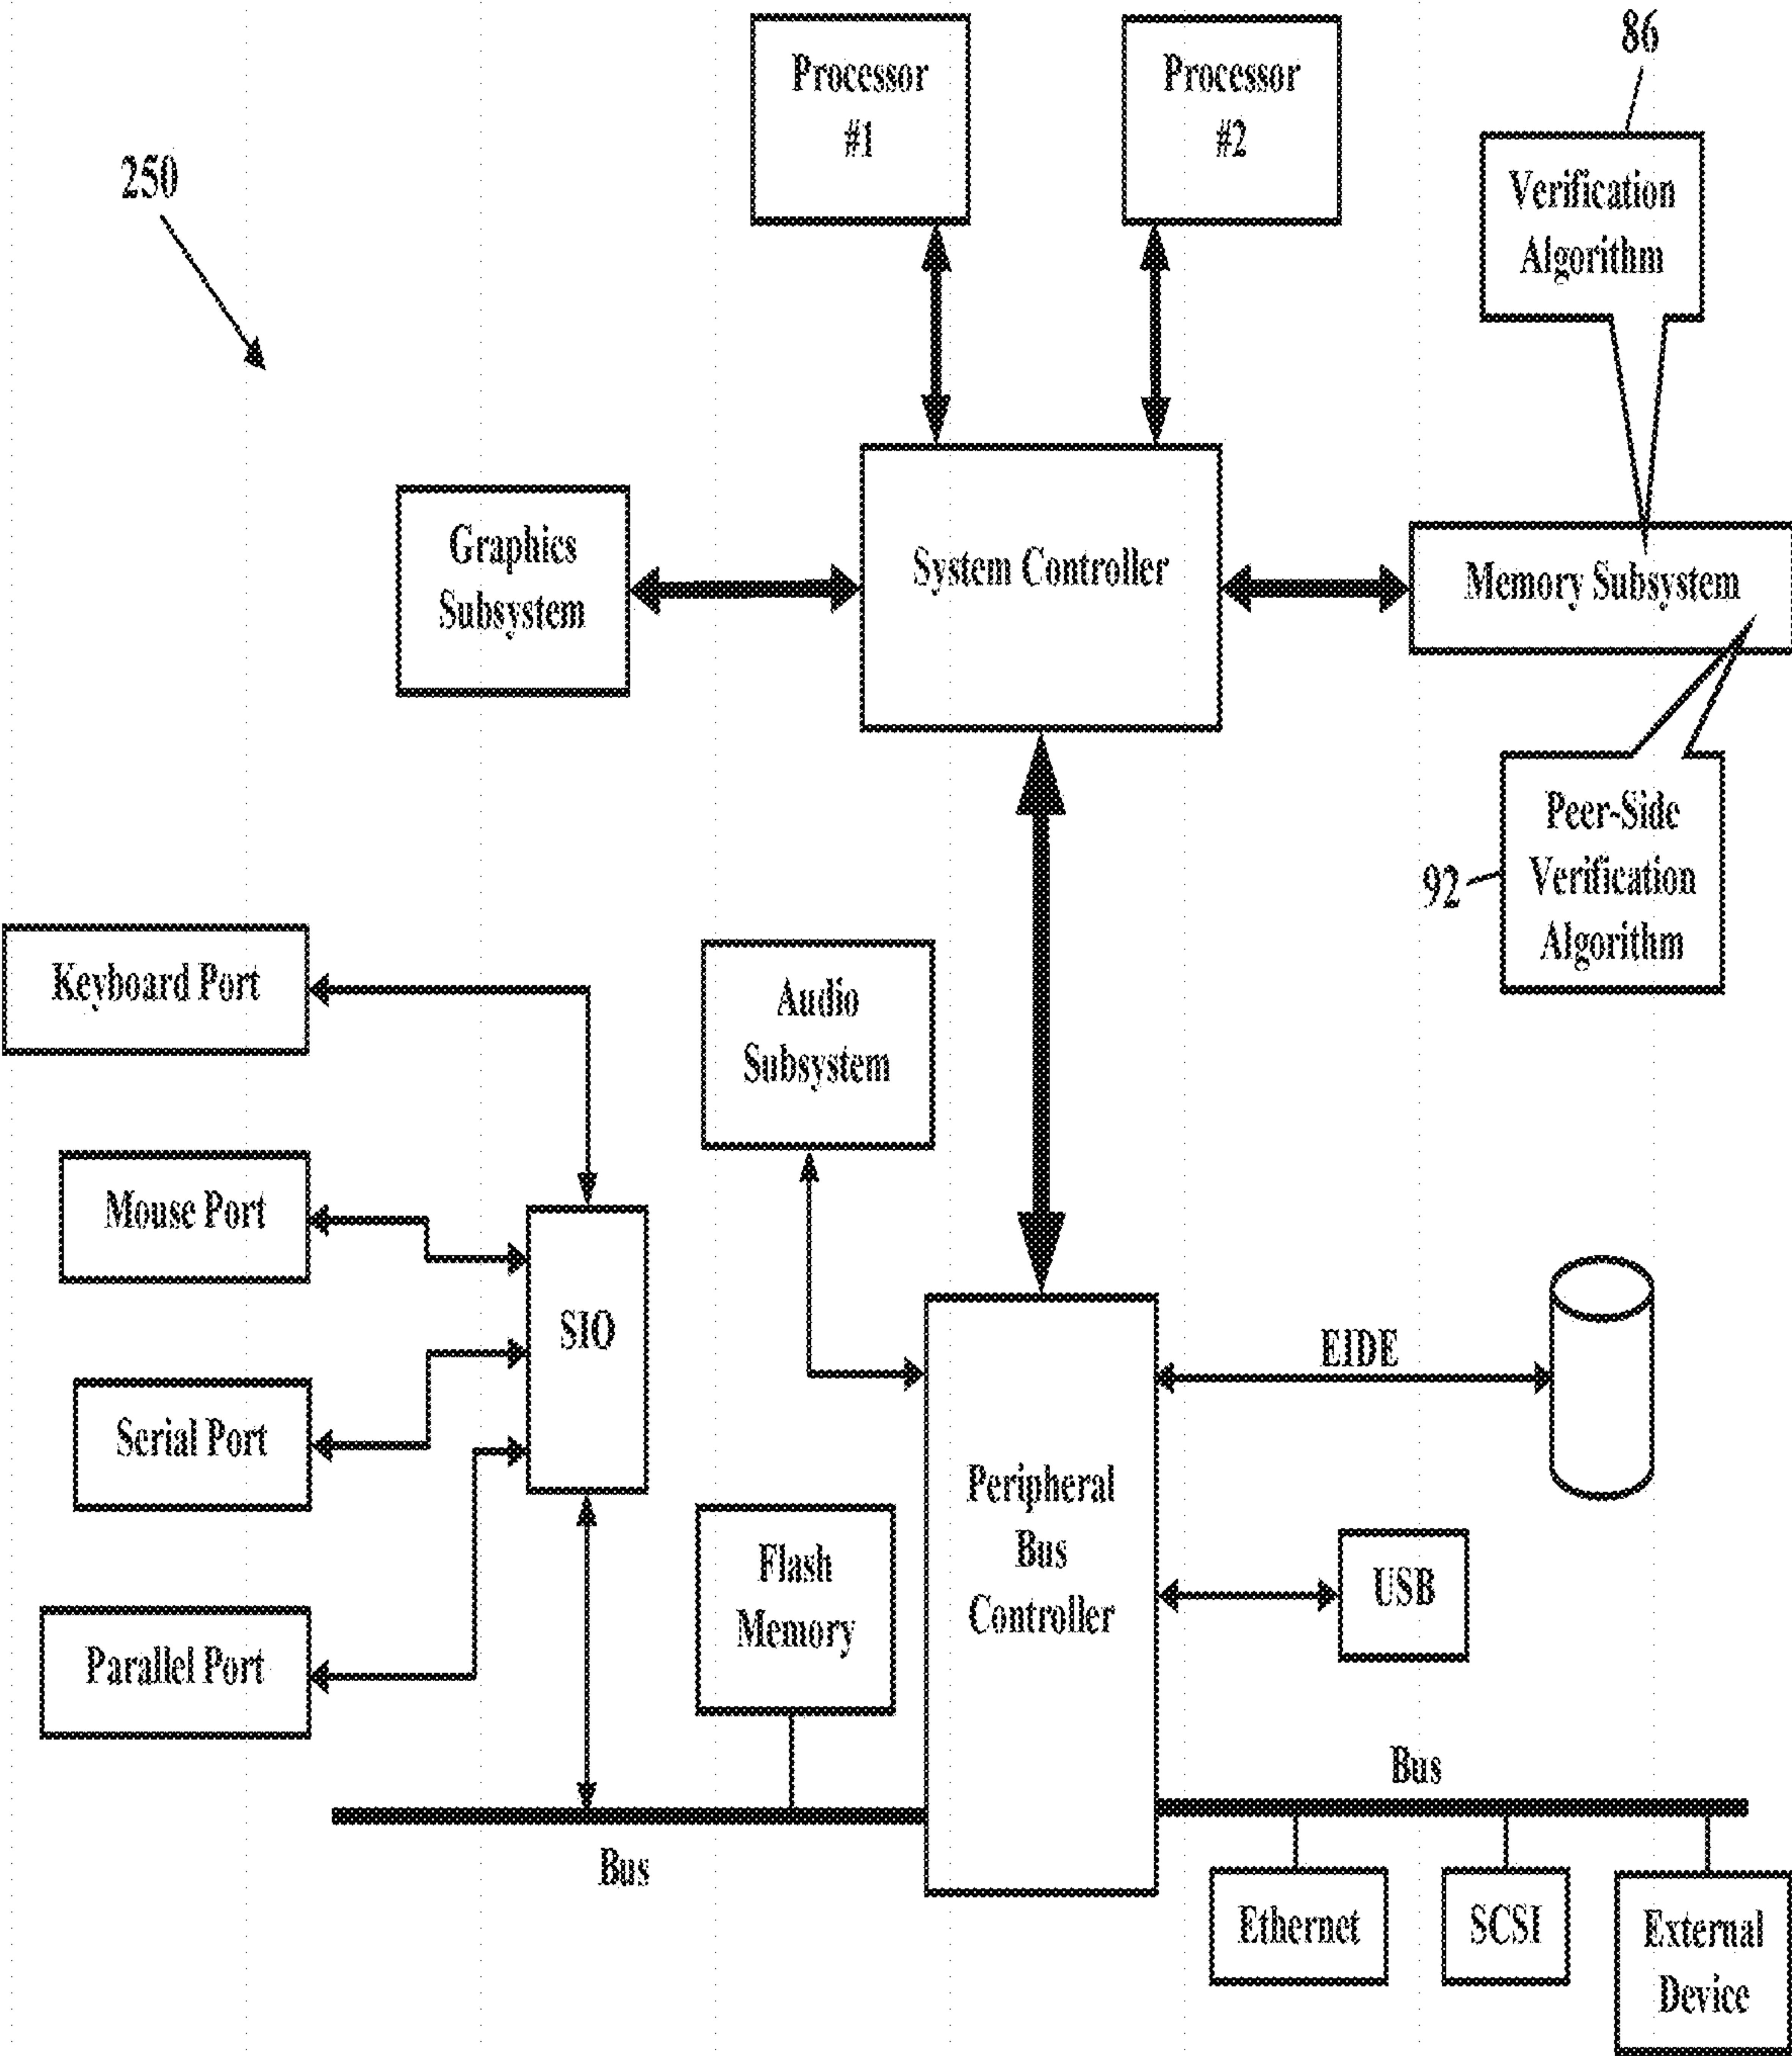 86
Processor
#1
Processor
#2
250
Verification
Algorithm
Graphics
Subsystem
System Controller
Memory Subsystem
Peer-Side
Verification
Algorithm
92
Keyboard Port
Audio
Subsystem
Mouse Port
SIO
EIDE
Serial Port
Peripheral
Bus
Controller
Flash
Memory
USB
Parallel Port
Bus
Bus
Ethernet
SCSI
External
Device